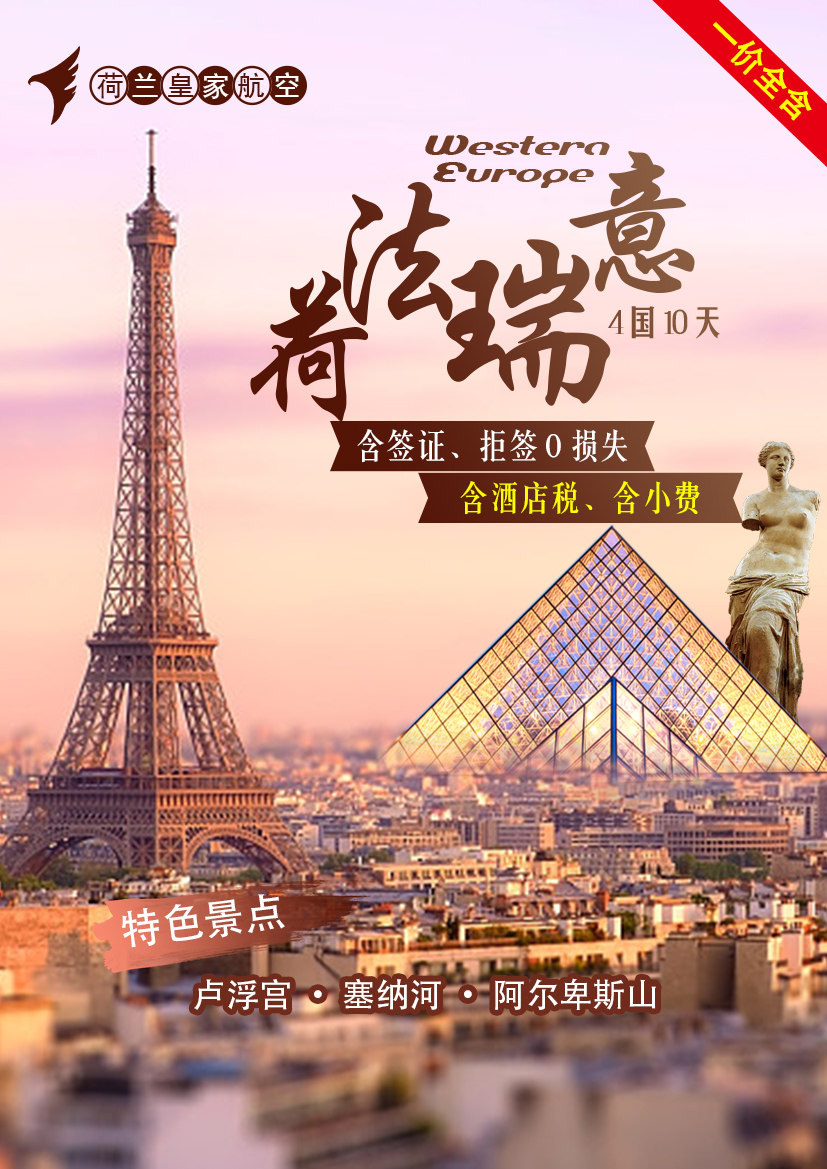 荷兰皇家航空
一价全含
Western
Europe
荷法瑞意
4国10天
含签证、拒签0损失
含酒店税、含小费
特色景点
卢浮宫·塞纳河·阿尔卑斯山